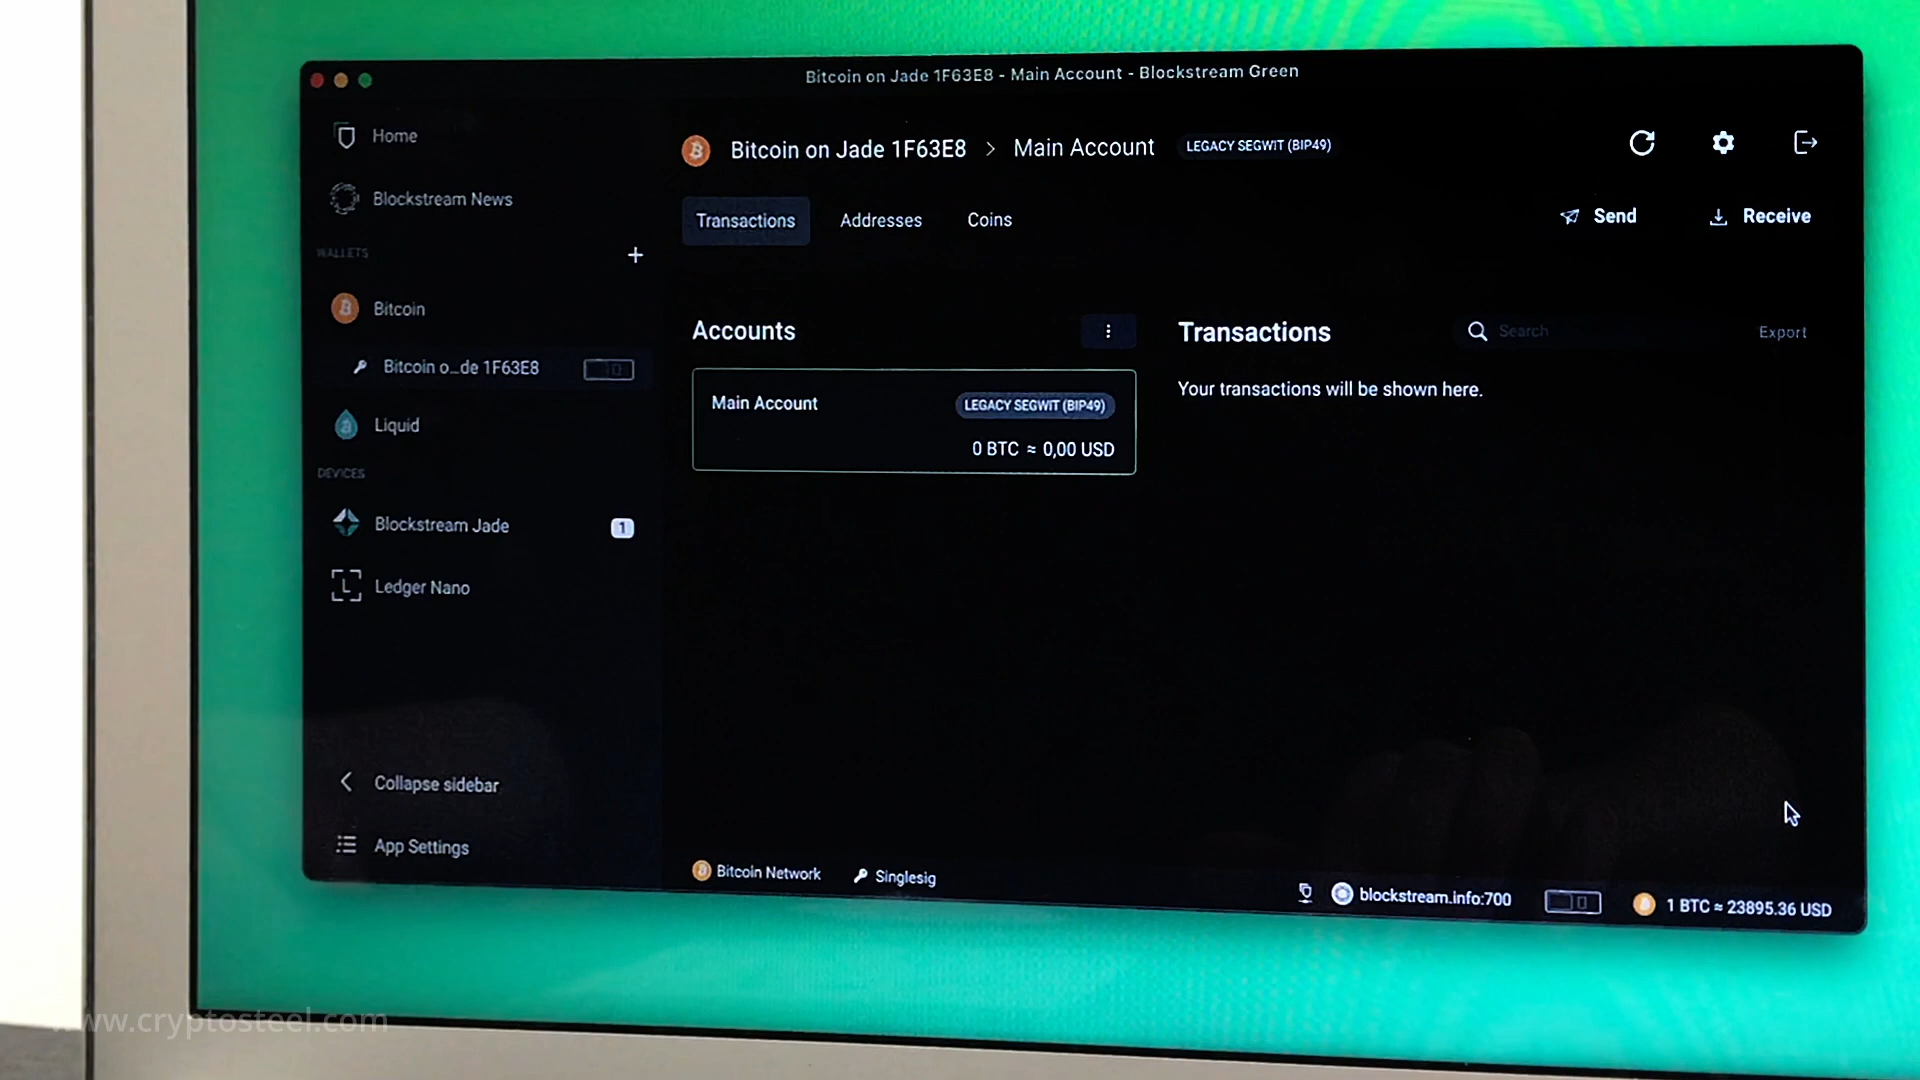 Bitcoin on Jade 1F63E8 - Main Account - Blockstream Green
Home
Blockstream News
WALLETS
Bitcoin
Bitcoin o...de 1F63E8
Liquid
DEVICES
Blockstream Jade
1
Ledger Nano
Collapse sidebar
App Settings
Bitcoin on Jade 1F63E8 > Main Account
LEGACY SEGWIT (BIP49)
Transactions
Addresses
Coins
Send
Receive
Accounts
Main Account
LEGACY SEGWIT (BIP49)
0 BTC ≈ 0,00 USD
Transactions
Search
Export
Your transactions will be shown here.
Bitcoin Network
Singlesig
blockstream.info:700
1 BTC ≈ 23895.36 USD
www.cryptosteel.com